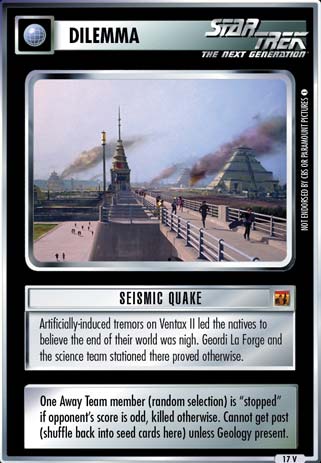 DILEMMA
STAR TREK
THE NEXT GENERATION®
NOT ENDORSED BY CBS OR PARAMOUNT PICTURES
SEISMIC QUAKE
Artificially-induced tremors on Ventax II led the natives to
believe the end of their world was nigh. Geordi La Forge and
the science team stationed there proved otherwise.
One Away Team member (random selection) is “stopped”
if opponent’s score is odd, killed otherwise. Cannot get past
(shuffle back into seed cards here) unless Geology present.
17 V